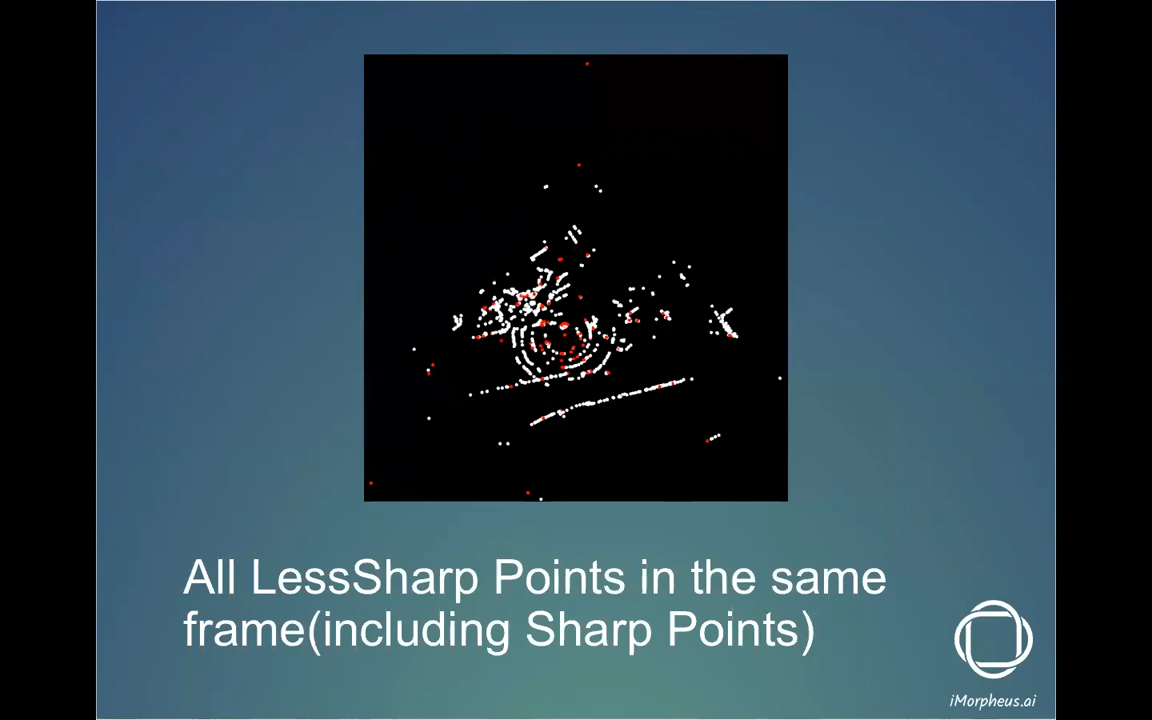 All LessSharp Points in the same
frame(including Sharp Points)
iMorpheus.ai